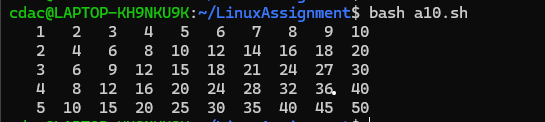 cdac@LAPTOP-KH9NKU9K:~/LinuxAssignment$ bash a10.sh
1 2 3 4 5 6 7 8 9 10
2 4 6 8 10 12 14 16 18 20
3 6 9 12 15 18 21 24 27 30
4 8 12 16 20 24 28 32 36 40
5 10 15 20 25 30 35 40 45 50